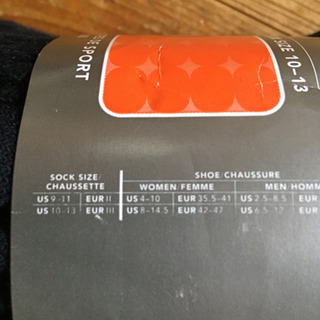 SIZE 10-13
SPORT
SOCK SIZE/
CHAUSSETTE
SHOE/CHAUSSURE
WOMEN/FEMME
MEN/HOMM
US 9-11 EUR II US 4-10 EUR 35.5-41 US 2.5-8.5 EUR
US 10-13 EUR III US 8-14.5 EUR 42-47 US 6.5-12 EUR